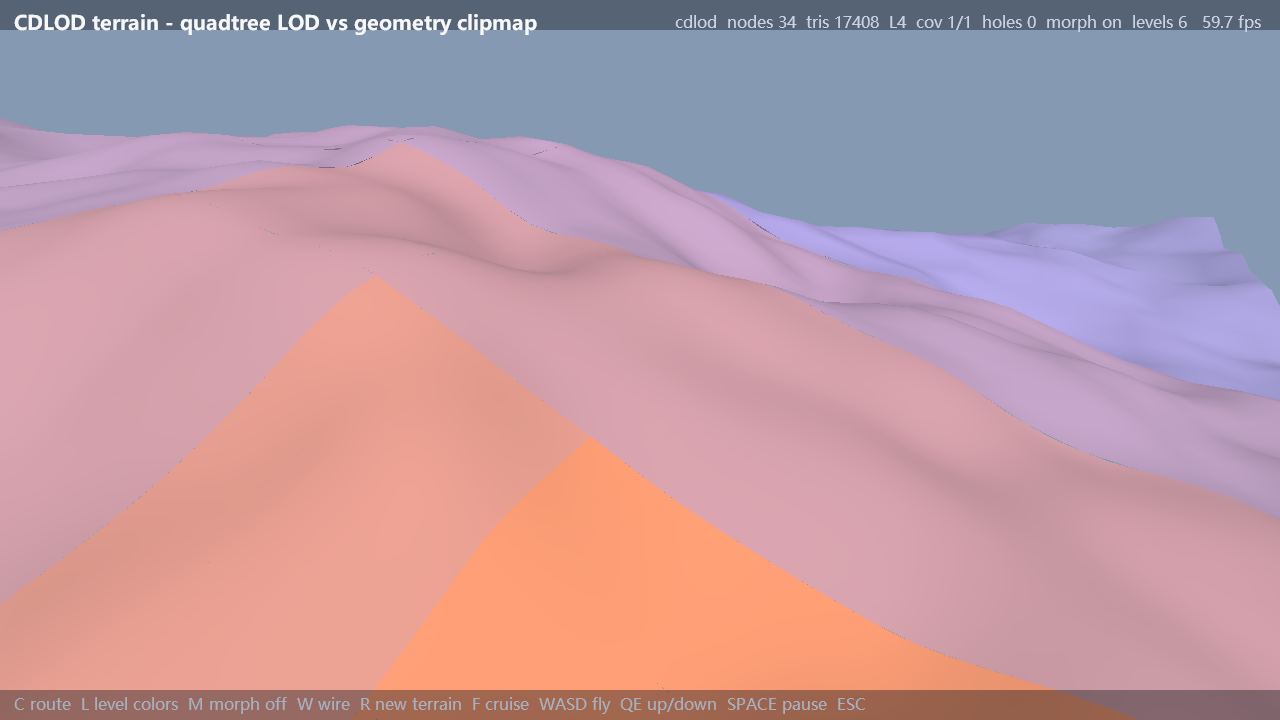 CDLOD terrain - quadtree LOD vs geometry clipmap
cdlod nodes 34 tris 17408 L4 cov 1/1 holes 0 morph on levels 6 59.7 fps
C route L level colors M morph off W wire R new terrain F cruise WASD fly QE up/down SPACE pause ESC